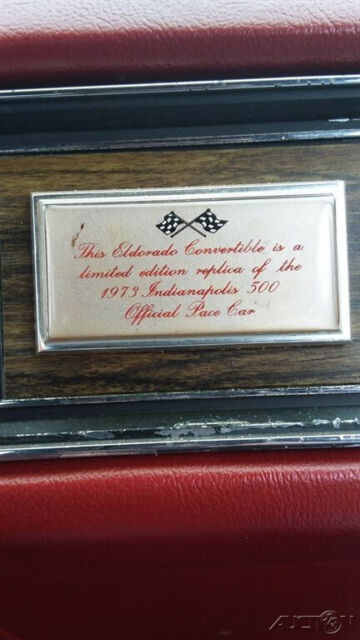 This Eldorado Convertible is a
limited edition replica of the
1973 Indianapolis 500
Official Pace Car